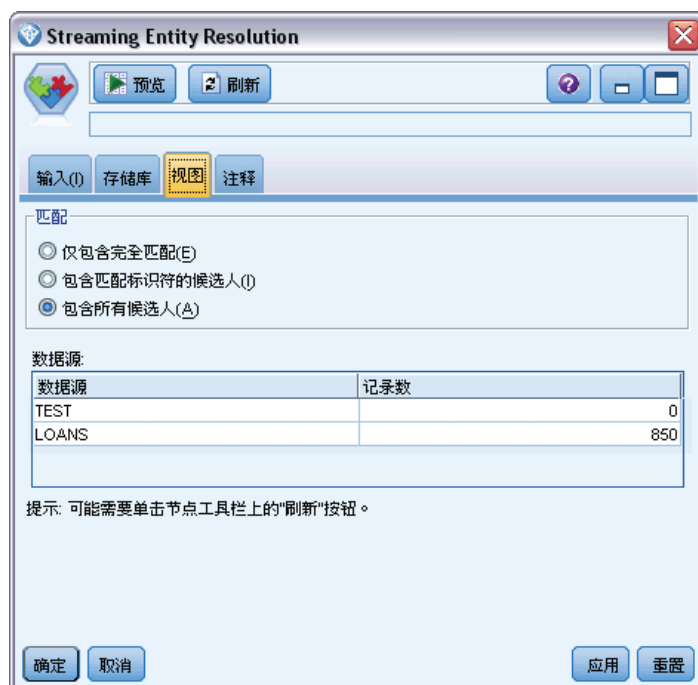 Streaming Entity Resolution
预览 刷新
输入(I) 存储库 视图 注释
匹配
仅包含完全匹配(E)
包含匹配标识符的候选人(I)
包含所有候选人(A)
数据源:
数据源 记录数
TEST 0
LOANS 850
提示: 可能需要单击节点工具栏上的"刷新"按钮。
确定 取消 应用 重置